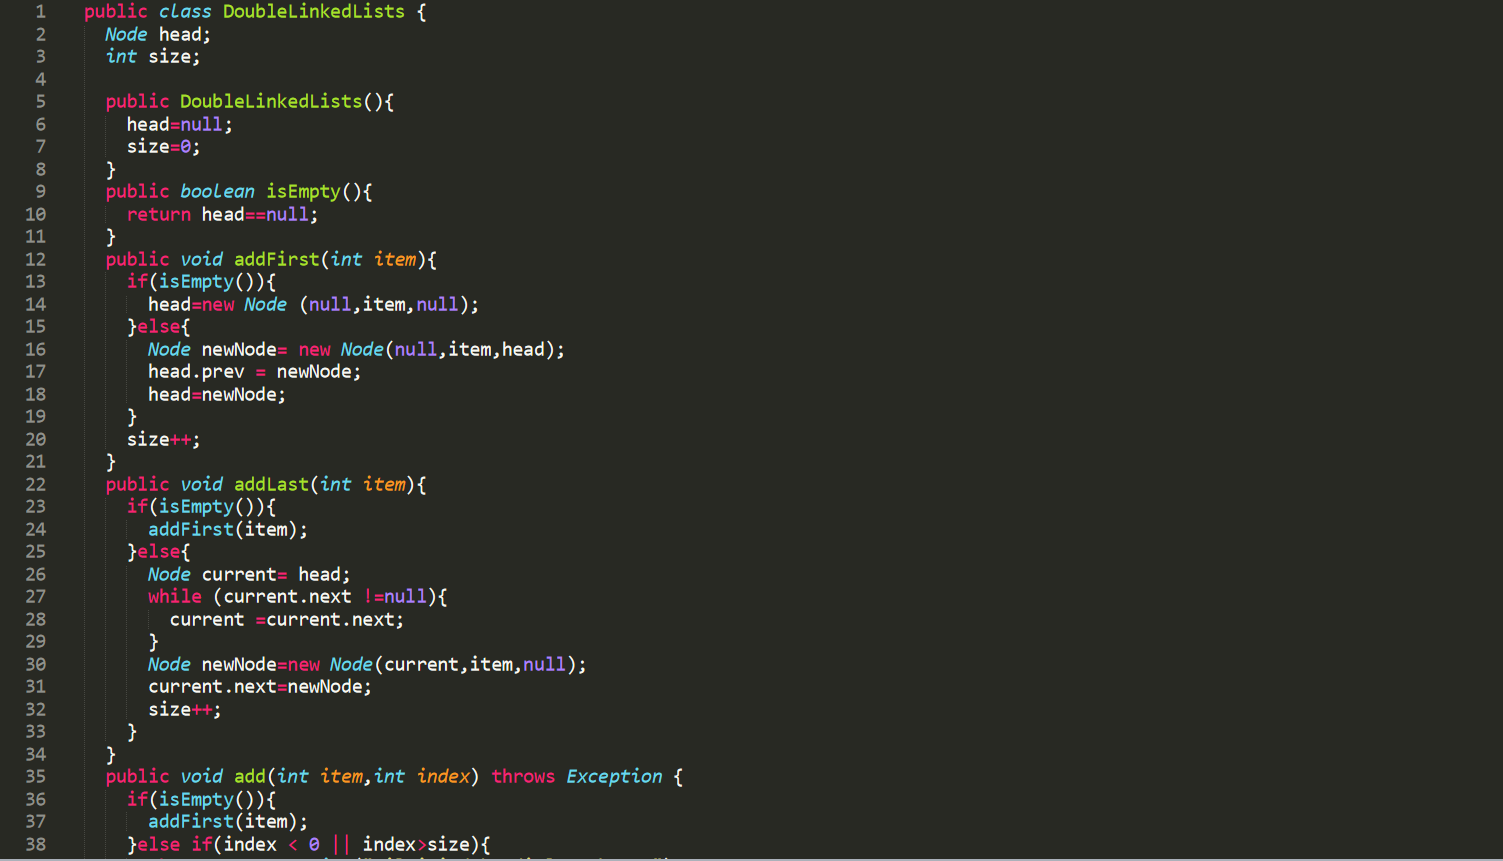 1 public class DoubleLinkedLists {
2 Node head;
3 int size;
4
5 public DoubleLinkedLists(){
6 head=null;
7 size=0;
8 }
9 public boolean isEmpty(){
10 return head==null;
11 }
12 public void addFirst(int item){
13 if(isEmpty()){
14 head=new Node (null,item,null);
15 }else{
16 Node newNode= new Node(null,item,head);
17 head.prev = newNode;
18 head=newNode;
19 }
20 size++;
21 }
22 public void addLast(int item){
23 if(isEmpty()){
24 addFirst(item);
25 }else{
26 Node current= head;
27 while (current.next !=null){
28 current =current.next;
29 }
30 Node newNode=new Node(current,item,null);
31 current.next=newNode;
32 size++;
33 }
34 }
35 public void add(int item,int index) throws Exception {
36 if(isEmpty()){
37 addFirst(item);
38 }else if(index < 0 || index>size){